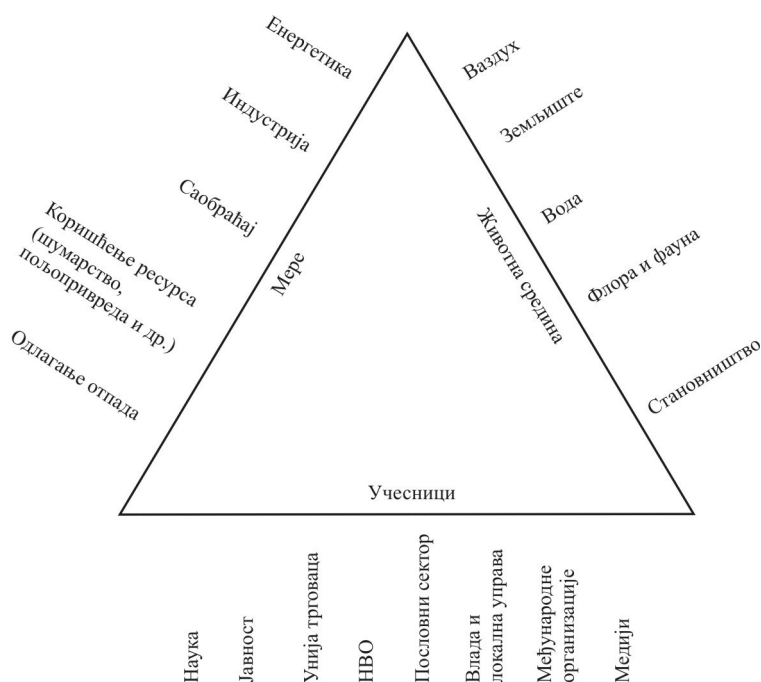 Енергетика
Индустрија
Саобраћај
Коришћење ресурса
(шумарство,
пољопривреда и др.)
Одлагање отпада
Мере
Ваздух
Земљиште
Вода
Флора и фауна
Становништво
Животна средина
Учесници
Наука
Јавност
Унија трговаца
НВО
Пословни сектор
Влада и
локална управа
Међународне
организације
Медији